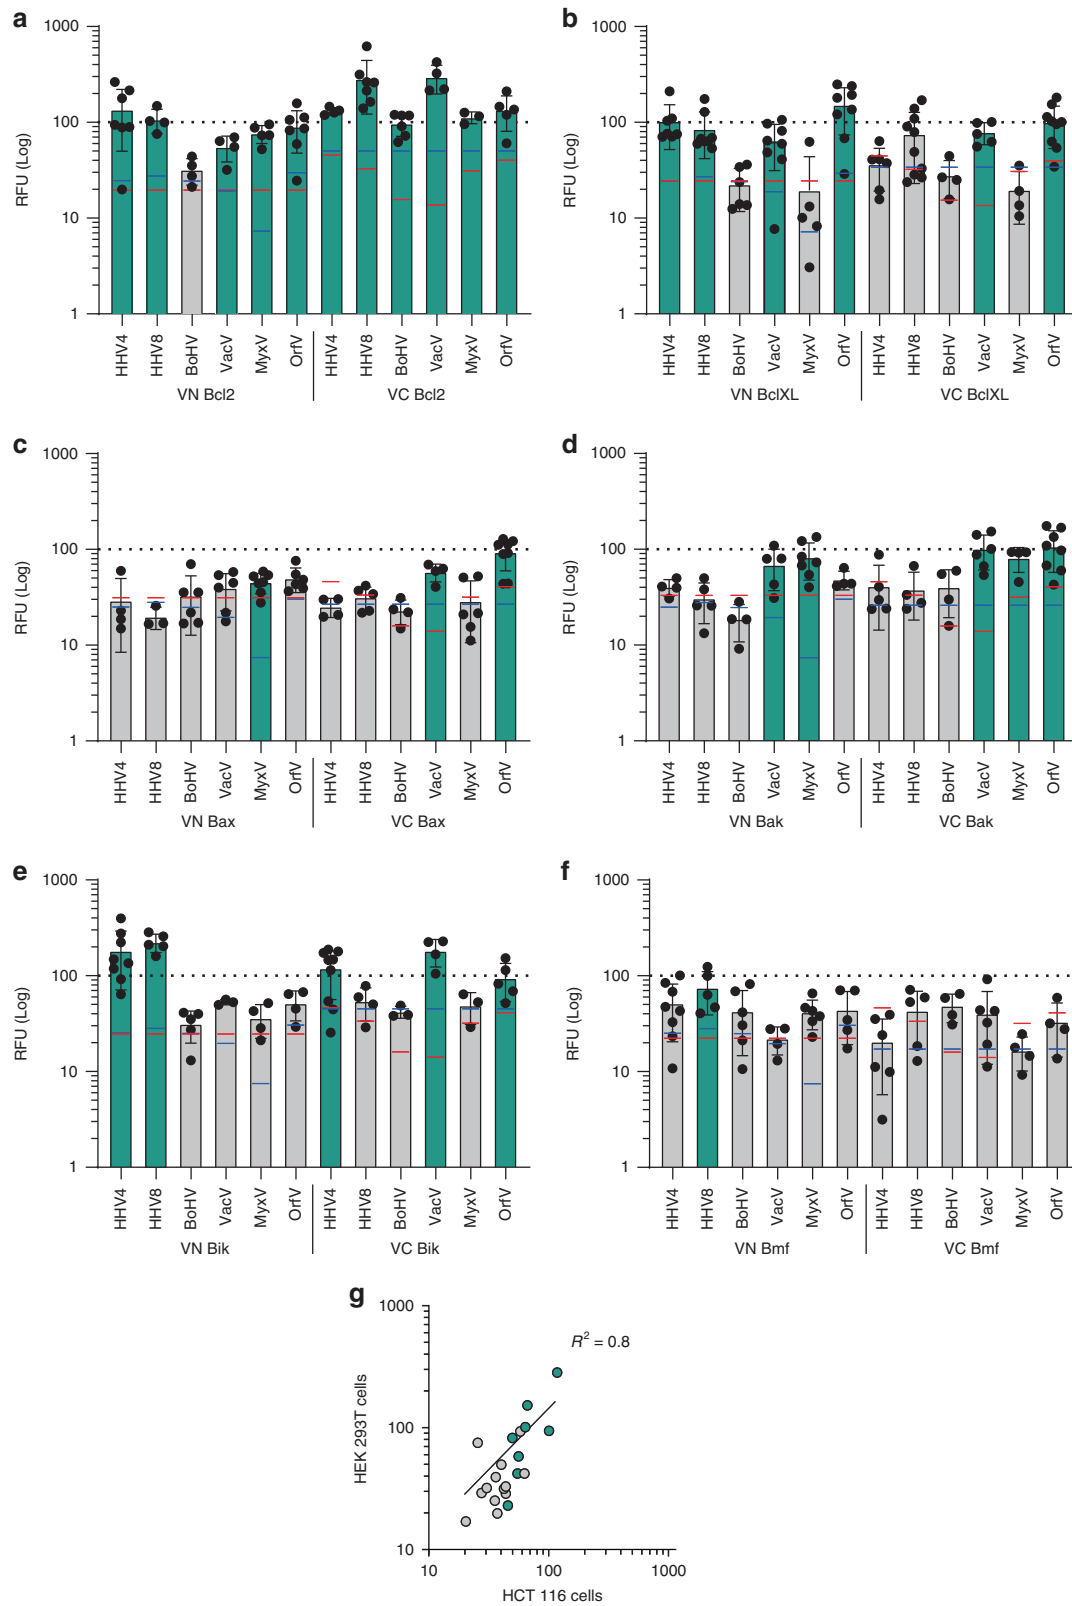 a
1000
100
10
1
RFU (Log)
HHV4 HHV8 BoHV VacV MyxV OrfV HHV4 HHV8 BoHV VacV MyxV OrfV
VN Bcl2 VC Bcl2
b
1000
100
10
1
RFU (Log)
HHV4 HHV8 BoHV VacV MyxV OrfV HHV4 HHV8 BoHV VacV MyxV OrfV
VN BclXL VC BclXL
c
1000
100
10
1
RFU (Log)
HHV4 HHV8 BoHV VacV MyxV OrfV HHV4 HHV8 BoHV VacV MyxV OrfV
VN Bax VC Bax
d
1000
100
10
1
RFU (Log)
HHV4 HHV8 BoHV VacV MyxV OrfV HHV4 HHV8 BoHV VacV MyxV OrfV
VN Bak VC Bak
e
1000
100
10
1
RFU (Log)
HHV4 HHV8 BoHV VacV MyxV OrfV HHV4 HHV8 BoHV VacV MyxV OrfV
VN Bik VC Bik
f
1000
100
10
1
RFU (Log)
HHV4 HHV8 BoHV VacV MyxV OrfV HHV4 HHV8 BoHV VacV MyxV OrfV
VN Bmf VC Bmf
g
1000
100
10
HEK 293T cells
R² = 0.8
10 100 1000
HCT 116 cells